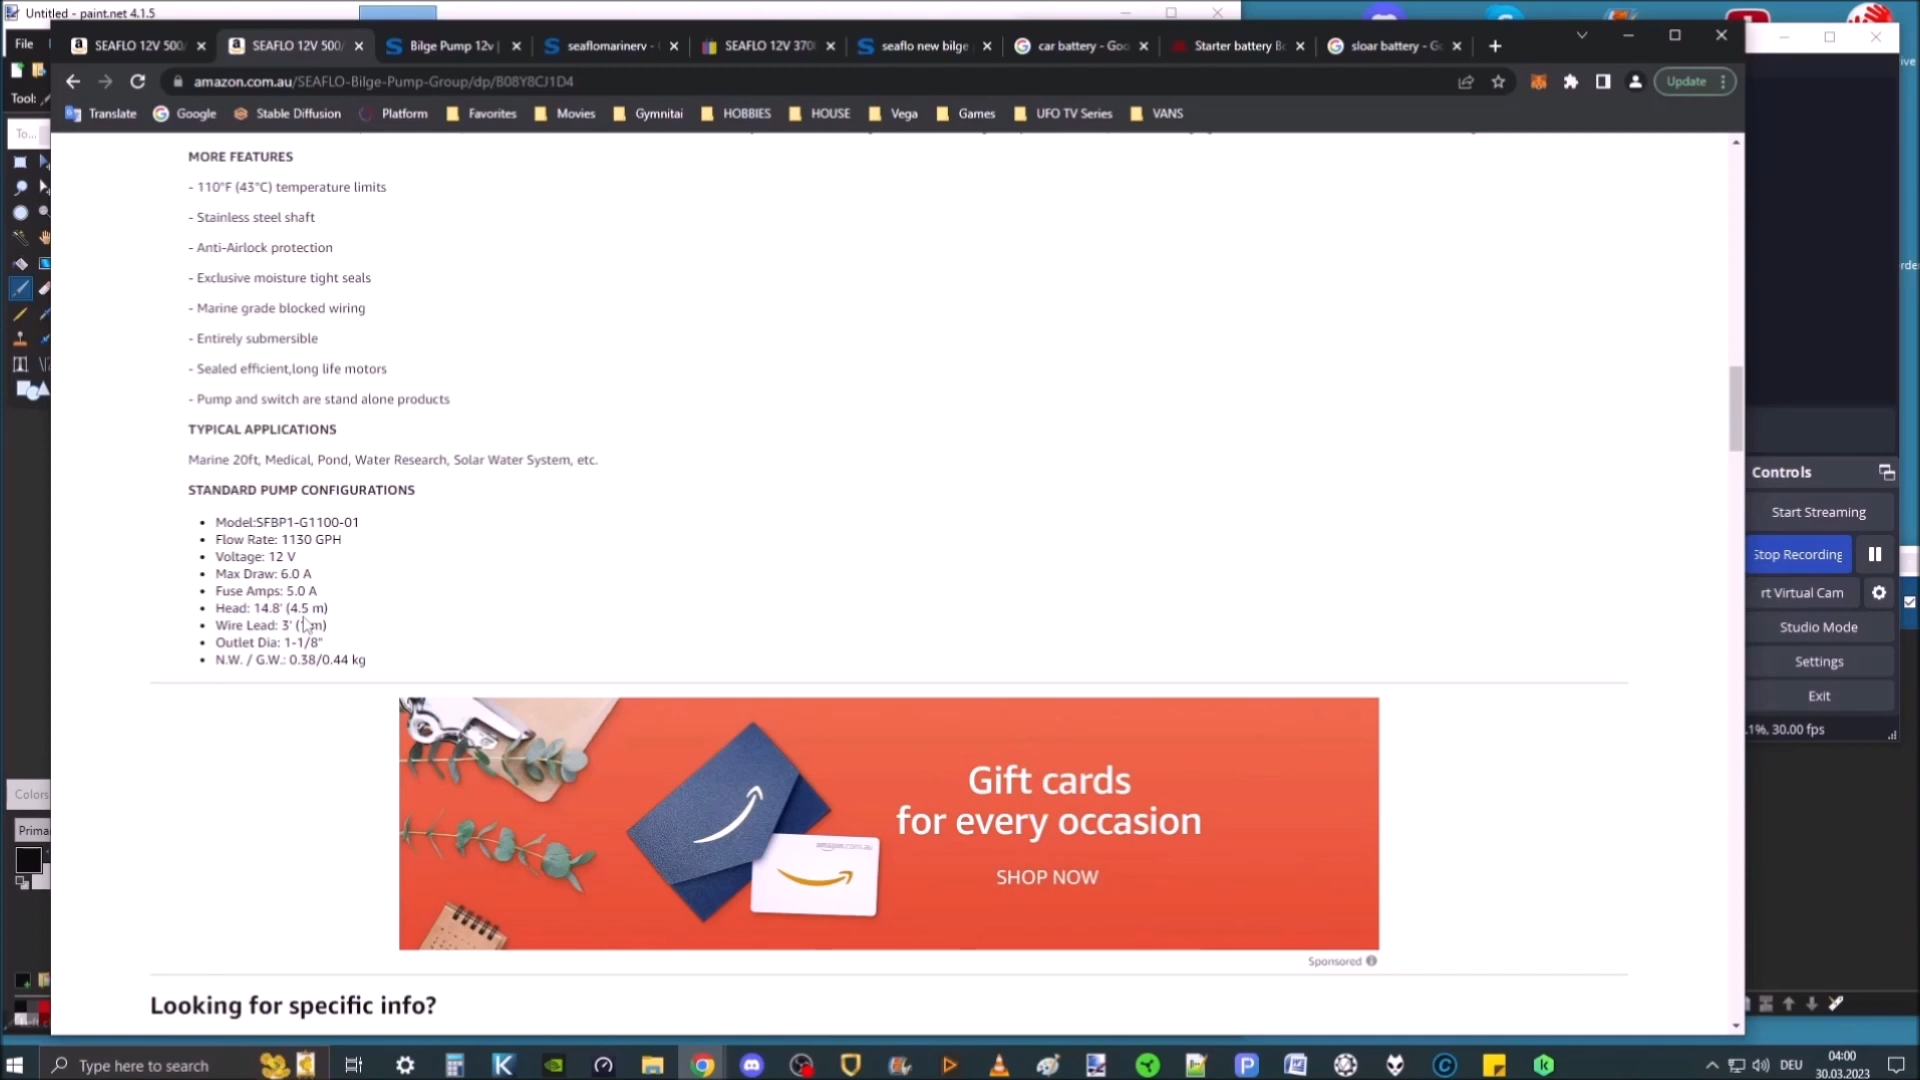 Untitled - paint.net 4.1.5
File
Tool:
To...
Colors
Prima
SEAFLO 12V 500/
SEAFLO 12V 500/
Bilge Pump 12v |
seaflomarinerv -
SEAFLO 12V 370
seaflo new bilge
car battery - Goo
Starter battery Bo
sloar battery - Go
amazon.com.au/SEAFLO-Bilge-Pump-Group/dp/B08Y8CJ1D4
Update
Translate
Google
Stable Diffusion
Platform
Favorites
Movies
Gymnitai
HOBBIES
HOUSE
Vega
Games
UFO TV Series
VANS
MORE FEATURES
- 110°F (43°C) temperature limits
- Stainless steel shaft
- Anti-Airlock protection
- Exclusive moisture tight seals
- Marine grade blocked wiring
- Entirely submersible
- Sealed efficient,long life motors
- Pump and switch are stand alone products
TYPICAL APPLICATIONS
Marine 20ft, Medical, Pond, Water Research, Solar Water System, etc.
STANDARD PUMP CONFIGURATIONS
• Model:SFBP1-G1100-01
• Flow Rate: 1130 GPH
• Voltage: 12 V
• Max Draw: 6.0 A
• Fuse Amps: 5.0 A
• Head: 14.8' (4.5 m)
• Wire Lead: 3' (1 m)
• Outlet Dia: 1-1/8"
• N.W. / G.W.: 0.38/0.44 kg
Gift cards
for every occasion
SHOP NOW
Sponsored
Looking for specific info?
Controls
Start Streaming
Stop Recording
rt Virtual Cam
Studio Mode
Settings
Exit
.1%, 30.00 fps
Type here to search
DEU
04:00
30.03.2023